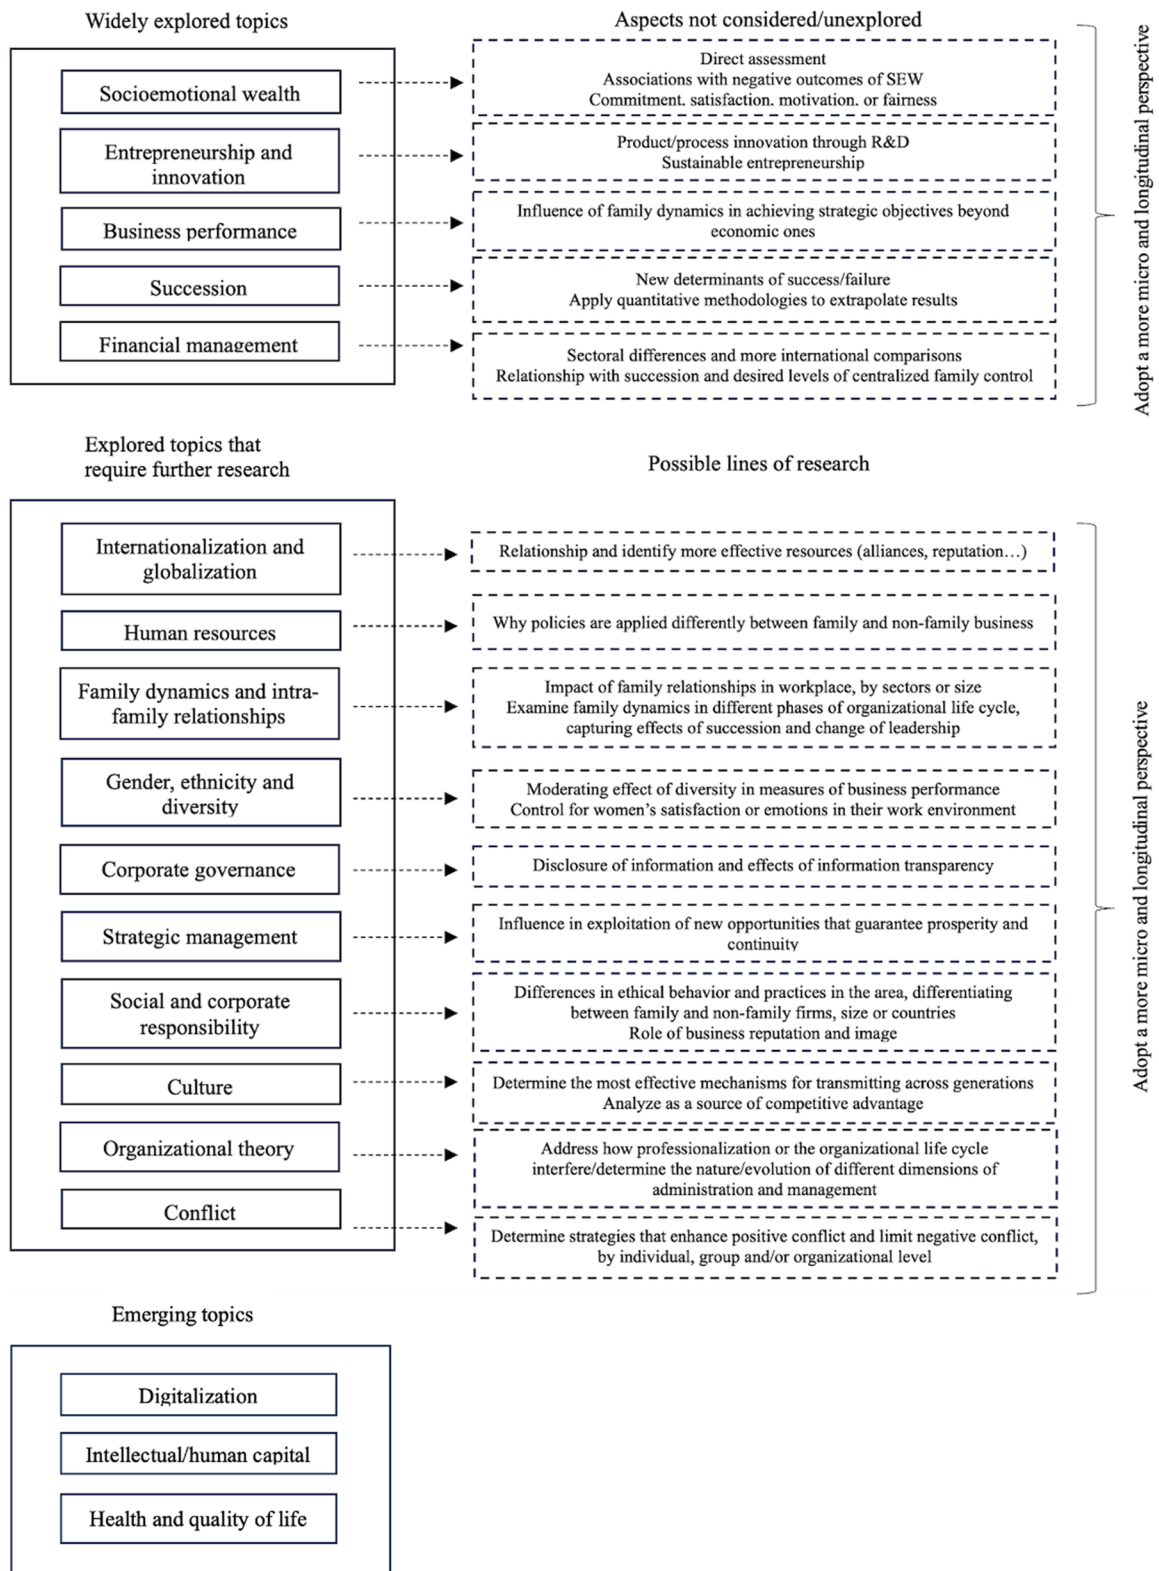 Widely explored topics
Aspects not considered/unexplored
Socioemotional wealth
Direct assessment
Associations with negative outcomes of SEW
Commitment, satisfaction, motivation, or fairness
Entrepreneurship and
innovation
Product/process innovation through R&D
Sustainable entrepreneurship
Business performance
Influence of family dynamics in achieving strategic objectives beyond
economic ones
Succession
New determinants of success/failure
Apply quantitative methodologies to extrapolate results
Financial management
Sectoral differences and more international comparisons
Relationship with succession and desired levels of centralized family control
Adopt a more micro and longitudinal perspective
Explored topics that
require further research
Possible lines of research
Internationalization and
globalization
Relationship and identify more effective resources (alliances, reputation…)
Human resources
Why policies are applied differently between family and non-family business
Family dynamics and intra-
family relationships
Impact of family relationships in workplace, by sectors or size
Examine family dynamics in different phases of organizational life cycle,
capturing effects of succession and change of leadership
Gender, ethnicity and
diversity
Moderating effect of diversity in measures of business performance
Control for women’s satisfaction or emotions in their work environment
Corporate governance
Disclosure of information and effects of information transparency
Strategic management
Influence in exploitation of new opportunities that guarantee prosperity and
continuity
Social and corporate
responsibility
Differences in ethical behavior and practices in the area, differentiating
between family and non-family firms, size or countries
Role of business reputation and image
Culture
Determine the most effective mechanisms for transmitting across generations
Analyze as a source of competitive advantage
Organizational theory
Address how professionalization or the organizational life cycle
interfere/determine the nature/evolution of different dimensions of
administration and management
Conflict
Determine strategies that enhance positive conflict and limit negative conflict,
by individual, group and/or organizational level
Adopt a more micro and longitudinal perspective
Emerging topics
Digitalization
Intellectual/human capital
Health and quality of life